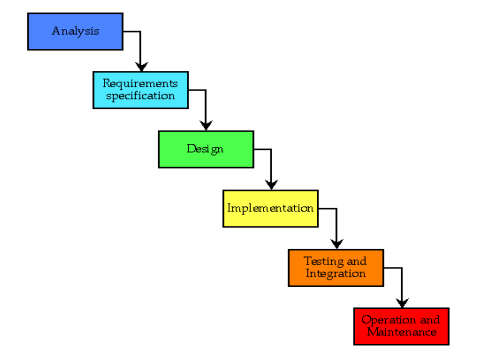 Analysis
Requirements
specification
Design
Implementation
Testing and
Integration
Operation and
Maintenance